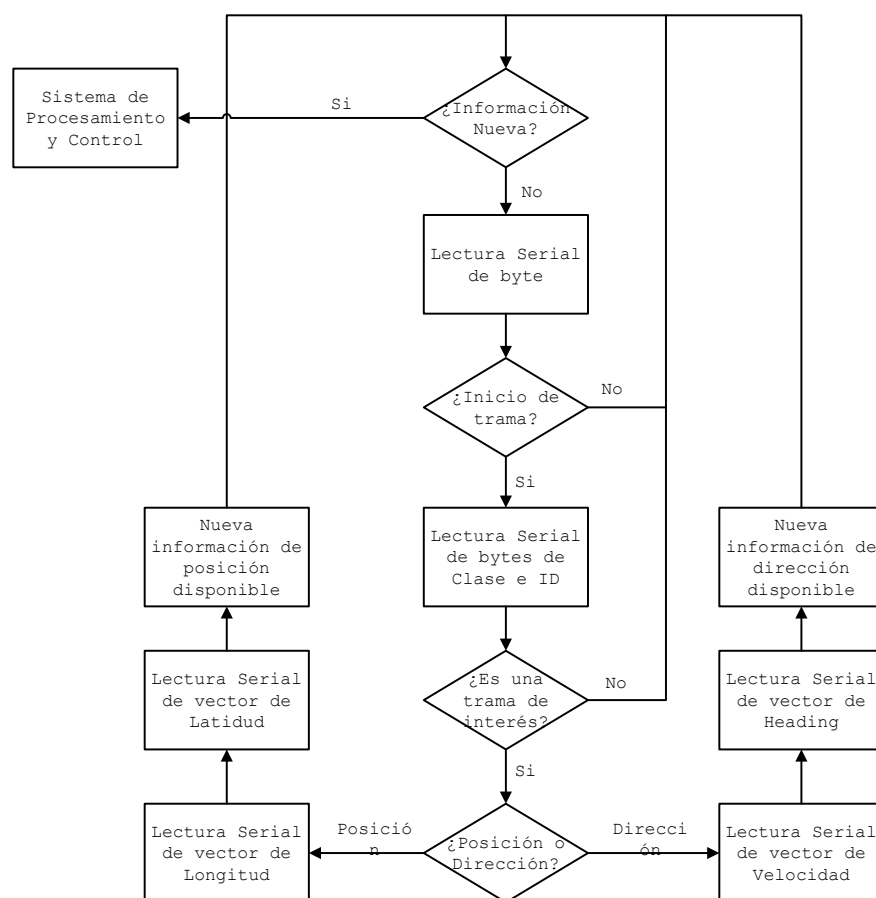 Sistema de
Procesamiento
y Control
Si
¿Información
Nueva?
No
Lectura Serial
de byte
¿Inicio de
trama?
No
Si
Nueva
información de
posición
disponible
Lectura Serial
de bytes de
Clase e ID
Nueva
información de
dirección
disponible
Lectura Serial
de vector de
Latidud
¿Es una
trama de
interés?
No
Lectura Serial
de vector de
Heading
Si
Lectura Serial
de vector de
Longitud
Posició
n
¿Posición o
Dirección?
Direcci
ón
Lectura Serial
de vector de
Velocidad